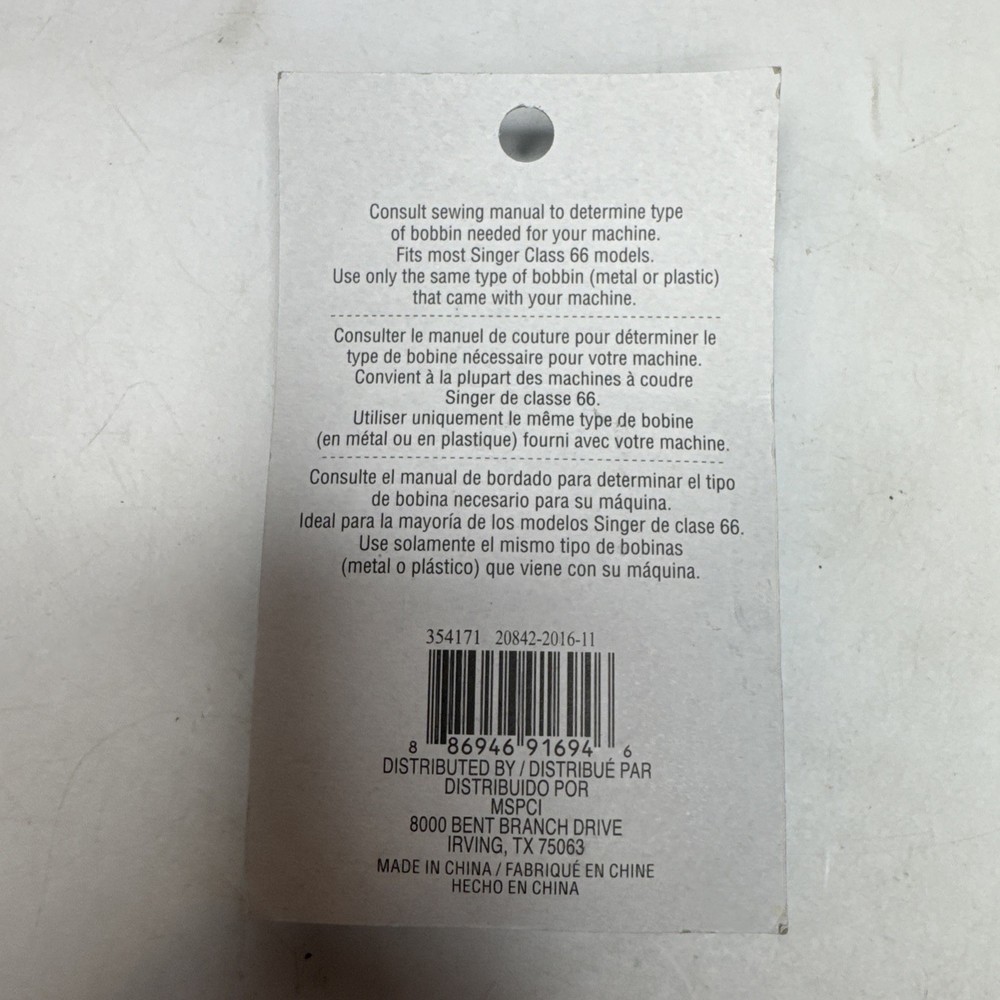 Consult sewing manual to determine type
of bobbin needed for your machine.
Fits most Singer Class 66 models.
Use only the same type of bobbin (metal or plastic)
that came with your machine.
Consulter le manuel de couture pour déterminer le
type de bobine nécessaire pour votre machine.
Convient à la plupart des machines à coudre
Singer de classe 66.
Utiliser uniquement le même type de bobine
(en métal ou en plastique) fourni avec votre machine.
Consulte el manual de bordado para determinar el tipo
de bobina necesario para su máquina.
Ideal para la mayoría de los modelos Singer de clase 66.
Use solamente el mismo tipo de bobinas
(metal o plástico) que viene con su máquina.
354171 20842-2016-11
8 86946 91694 6
DISTRIBUTED BY / DISTRIBUÉ PAR
DISTRIBUIDO POR
MSPCI
8000 BENT BRANCH DRIVE
IRVING, TX 75063
MADE IN CHINA / FABRIQUÉ EN CHINE
HECHO EN CHINA